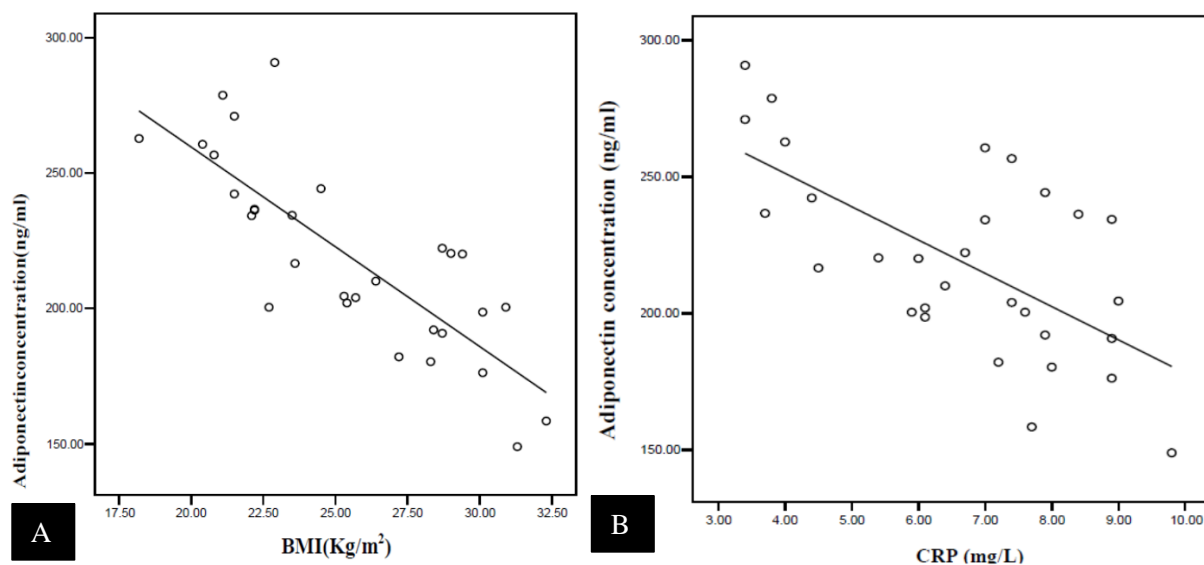 300.00
250.00
200.00
150.00
Adiponectinconcentration(ng/ml)
17.50 20.00 22.50 25.00 27.50 30.00 32.50
BMI(Kg/m²)
A
300.00
250.00
200.00
150.00
Adiponectin concentration (ng/ml)
3.00 4.00 5.00 6.00 7.00 8.00 9.00 10.00
CRP (mg/L)
B